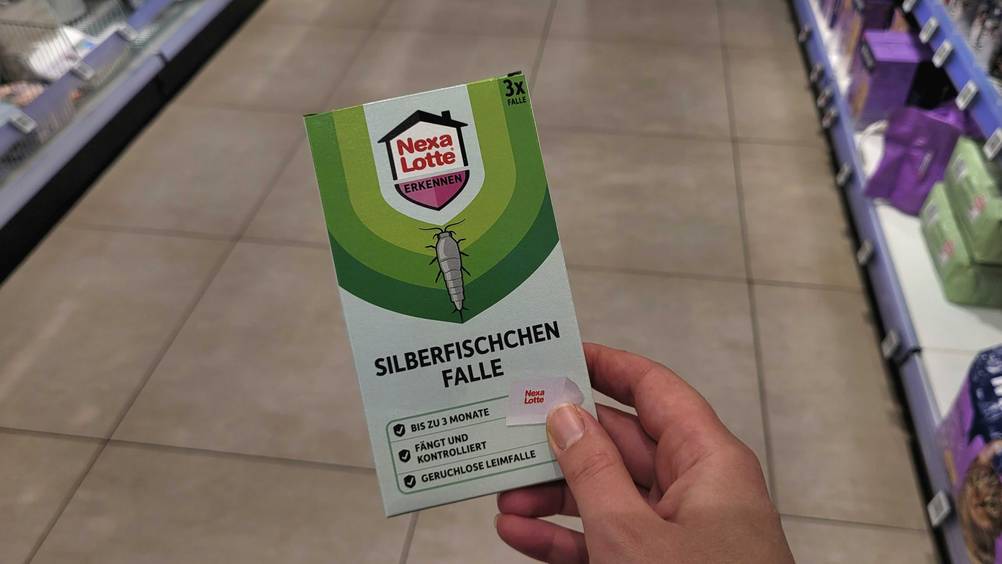 3x
FALLE
Nexa
Lotte
ERKENNEN
SILBERFISCHCHEN
FALLE
BIS ZU 3 MONATE
FÄNGT UND
KONTROLLIERT
GERUCHLOSE LEIMFALLE
Nexa
Lotte